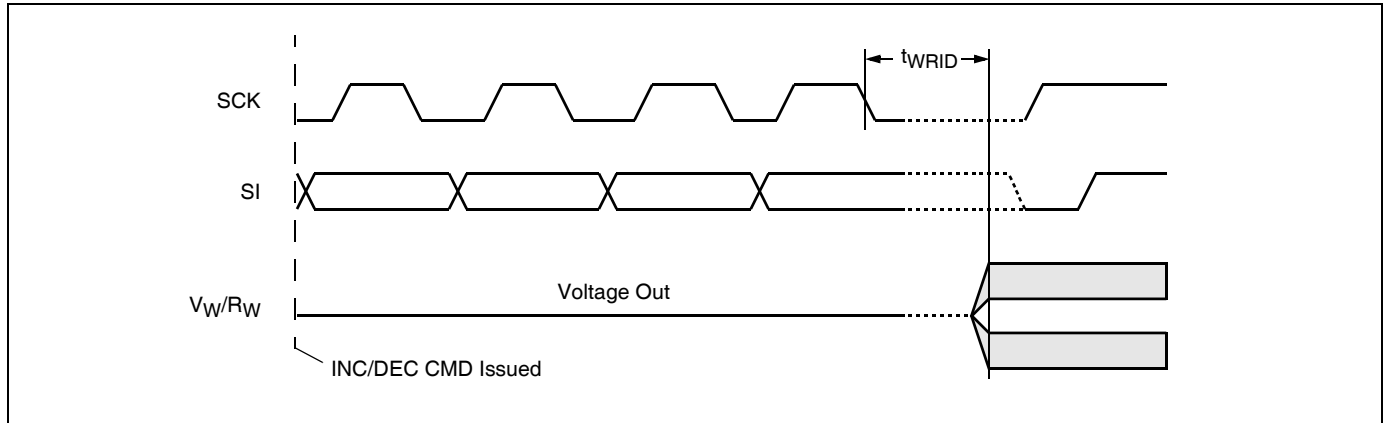 tWRID
SCK
SI
Voltage Out
VW/RW
INC/DEC CMD Issued